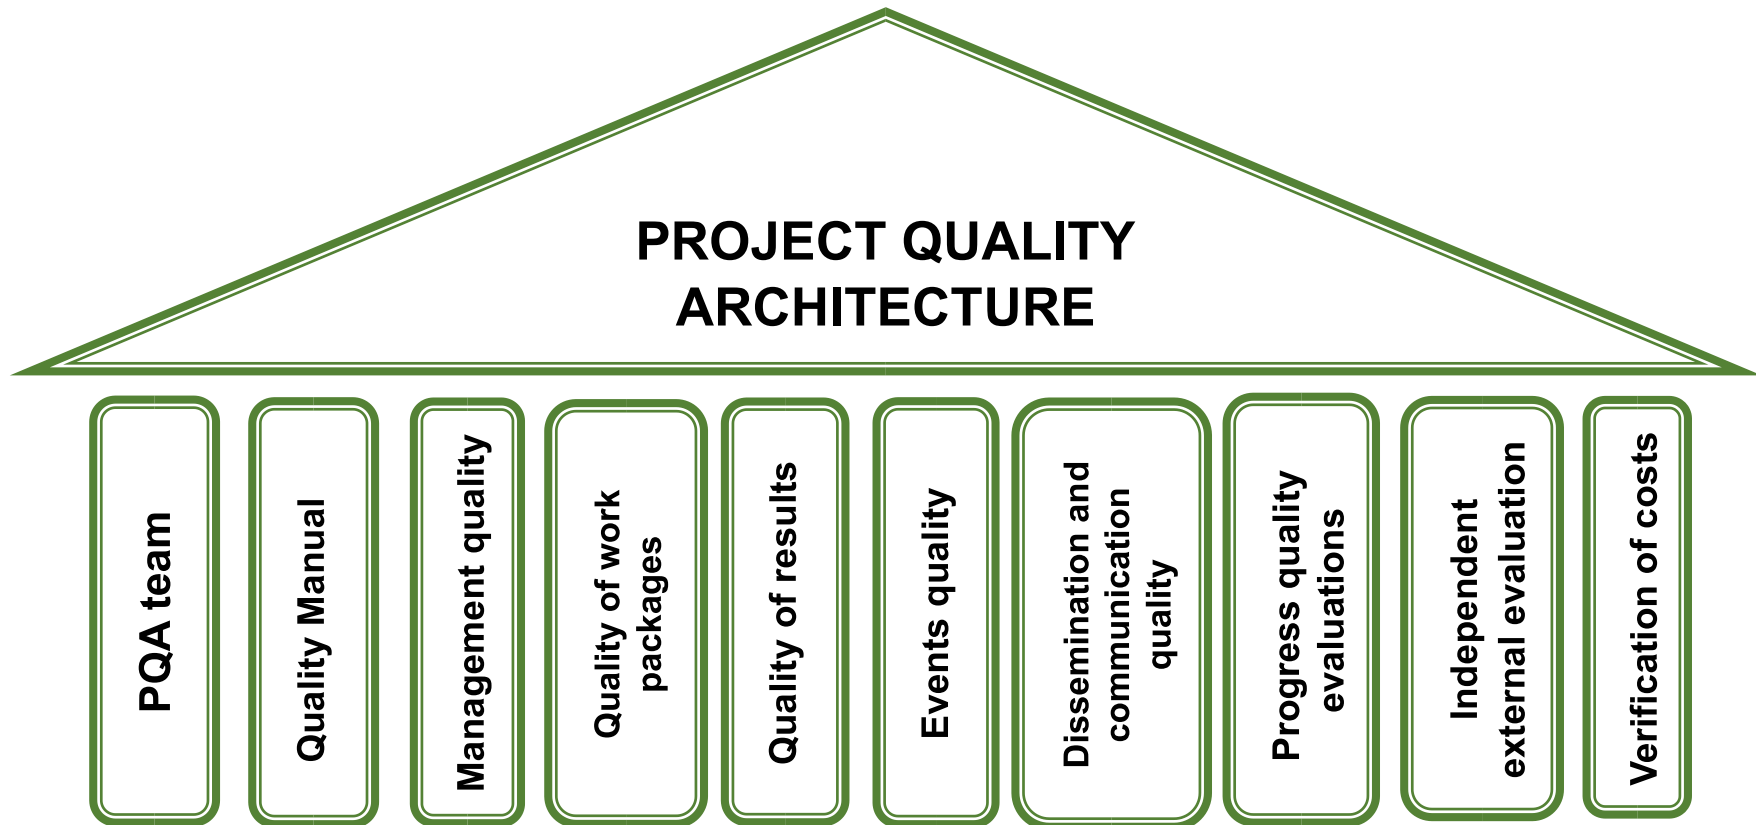 PROJECT QUALITY
ARCHITECTURE
PQA team
Quality Manual
Management quality
Quality of work
packages
Quality of results
Events quality
Dissemination and
communication
quality
Progress quality
evaluations
Independent
external evaluation
Verification of costs